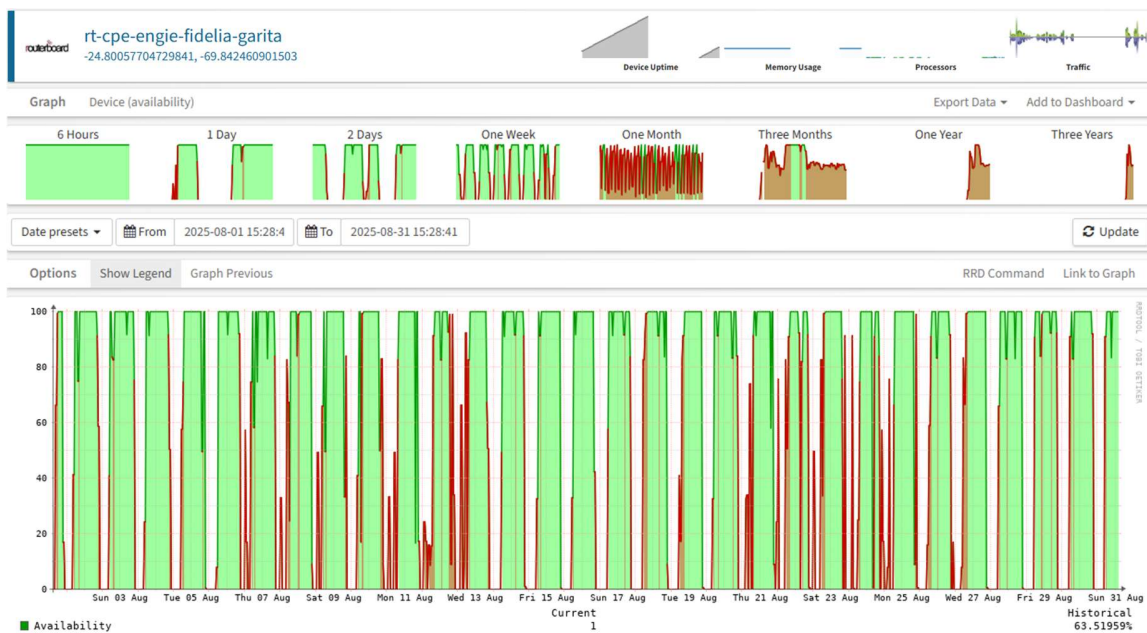 routerboard
rt-cpe-engie-fidelia-garita
-24.80057704729841, -69.842460901503
Device Uptime
Memory Usage
Processors
Traffic
Graph Device (availability) Export Data Add to Dashboard
6 Hours 1 Day 2 Days One Week One Month Three Months One Year Three Years
Date presets From 2025-08-01 15:28:4 To 2025-08-31 15:28:41 Update
Options Show Legend Graph Previous RRD Command Link to Graph
RRDTOOL / TOBI OETIKER
100
80
60
40
20
0
Sun 03 Aug Tue 05 Aug Thu 07 Aug Sat 09 Aug Mon 11 Aug Wed 13 Aug Fri 15 Aug Sun 17 Aug Tue 19 Aug Thu 21 Aug Sat 23 Aug Mon 25 Aug Wed 27 Aug Fri 29 Aug Sun 31 Aug
Current Historical
Availability 1 63.51959%